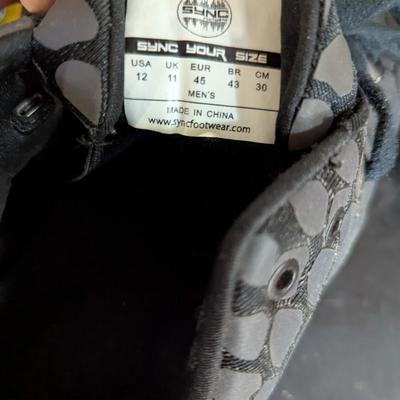 SYNC
SYNC YOUR SIZE
USA UK EUR BR CM
12 11 45 43 30
MEN'S
MADE IN CHINA
www.syncfootwear.com